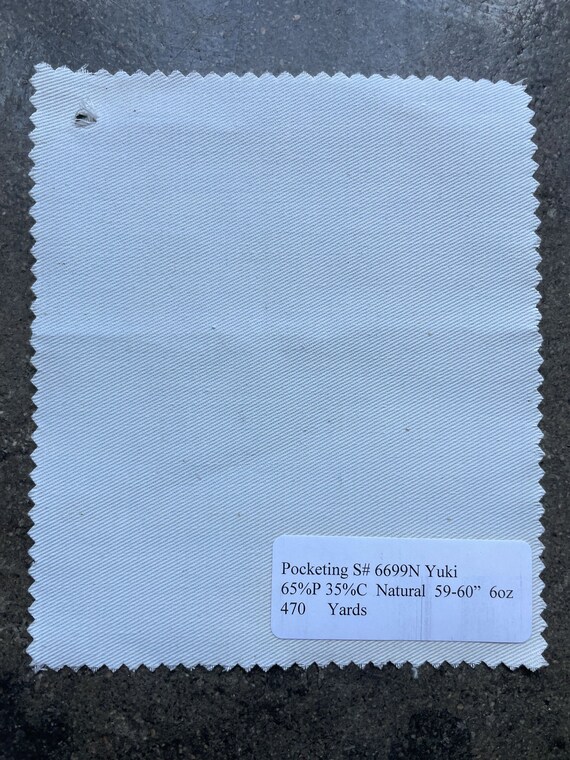 Pocketing S# 6699N Yuki
65%P 35%C Natural 59-60” 6oz
470 Yards